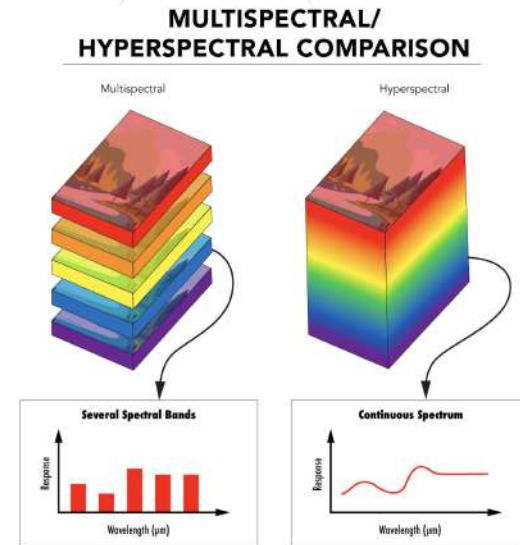 MULTISPECTRAL/
HYPERSPECTRAL COMPARISON
Multispectral
Hyperspectral
Several Spectral Bands
Response
Wavelength (µm)
Continuous Spectrum
Response
Wavelength (µm)